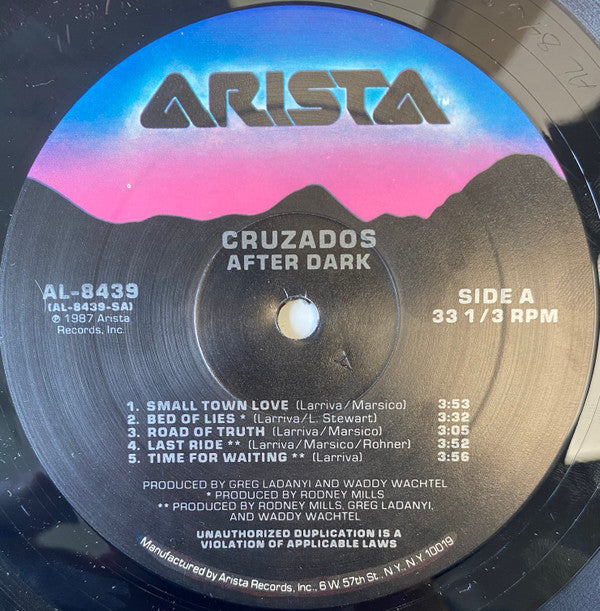 ARISTA
TM
CRUZADOS
AFTER DARK
AL-8439
(AL-8439-SA)
℗ 1987 Arista
Records, Inc.
SIDE A
33 1/3 RPM
1. SMALL TOWN LOVE (Larriva/Marsico) 3:53
2. BED OF LIES * (Larriva/L. Stewart) 3:32
3. ROAD OF TRUTH (Larriva/Marsico) 3:05
4. LAST RIDE ** (Larriva/Marsico/Rohner) 3:52
5. TIME FOR WAITING ** (Larriva) 3:56
PRODUCED BY GREG LADANYI AND WADDY WACHTEL
* PRODUCED BY RODNEY MILLS
** PRODUCED BY RODNEY MILLS, GREG LADANYI,
AND WADDY WACHTEL
UNAUTHORIZED DUPLICATION IS A
VIOLATION OF APPLICABLE LAWS
Manufactured by Arista Records, Inc., 6 W. 57th St., N.Y., N.Y. 10019